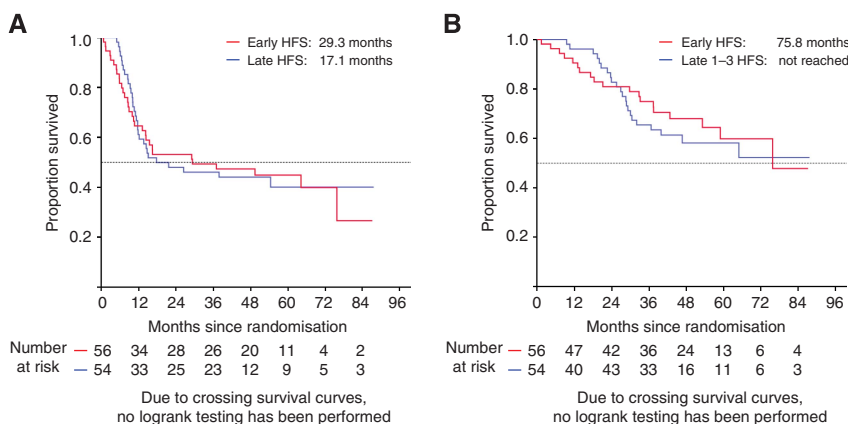 A
Early HFS: 29.3 months
Late HFS: 17.1 months
Proportion survived
1.0
0.8
0.6
0.4
0.2
0 12 24 36 48 60 72 84 96
Months since randomisation
Number at risk
56 34 28 26 20 11 4 2
54 33 25 23 12 9 5 3
Due to crossing survival curves,
no logrank testing has been performed
B
Early HFS: 75.8 months
Late 1–3 HFS: not reached
Proportion survived
1.0
0.8
0.6
0.4
0.2
0 12 24 36 48 60 72 84 96
Months since randomisation
Number at risk
56 47 42 36 24 13 6 4
54 40 43 33 16 11 6 3
Due to crossing survival curves,
no logrank testing has been performed